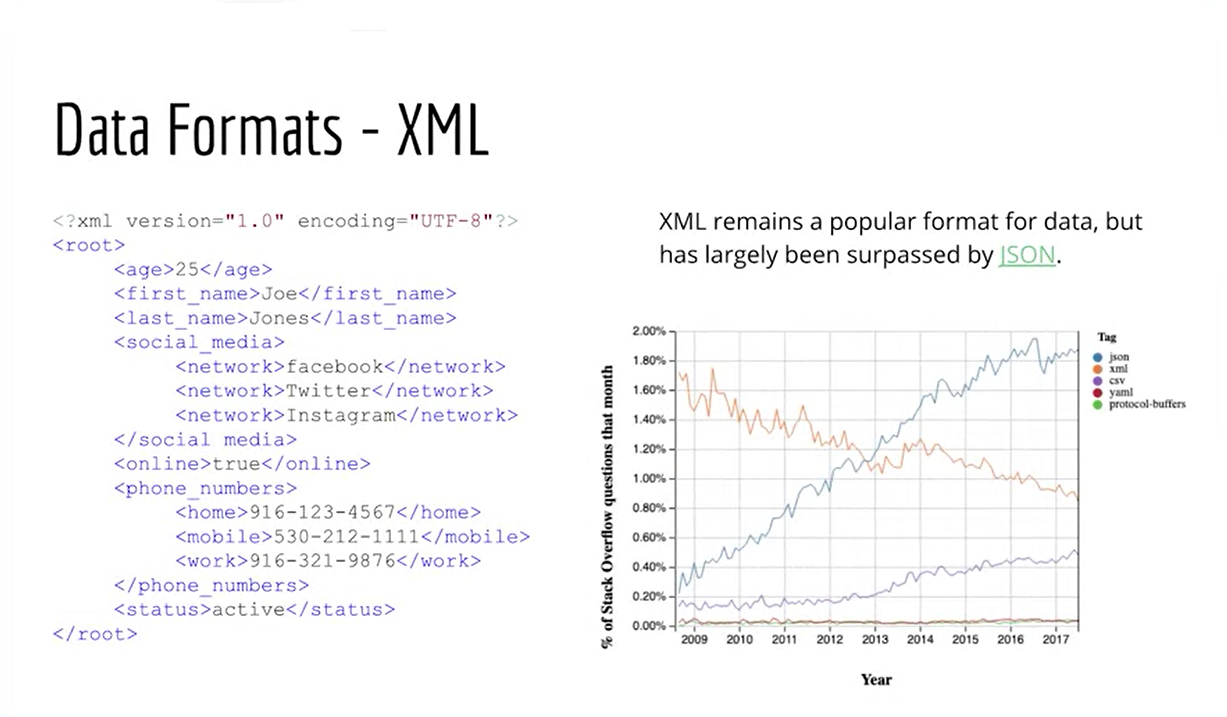 Data Formats - XML
<?xml version="1.0" encoding="UTF-8"?>
<root>
<age>25</age>
<first_name>Joe</first_name>
<last_name>Jones</last_name>
<social_media>
<network>facebook</network>
<network>Twitter</network>
<network>Instagram</network>
</social media>
<online>true</online>
<phone_numbers>
<home>916-123-4567</home>
<mobile>530-212-1111</mobile>
<work>916-321-9876</work>
</phone_numbers>
<status>active</status>
</root>
XML remains a popular format for data, but
has largely been surpassed by JSON.
% of Stack Overflow questions that month
2.00%
1.80%
1.60%
1.40%
1.20%
1.00%
0.80%
0.60%
0.40%
0.20%
0.00%
2009 2010 2011 2012 2013 2014 2015 2016 2017
Year
Tag
json
xml
csv
yaml
protocol-buffers